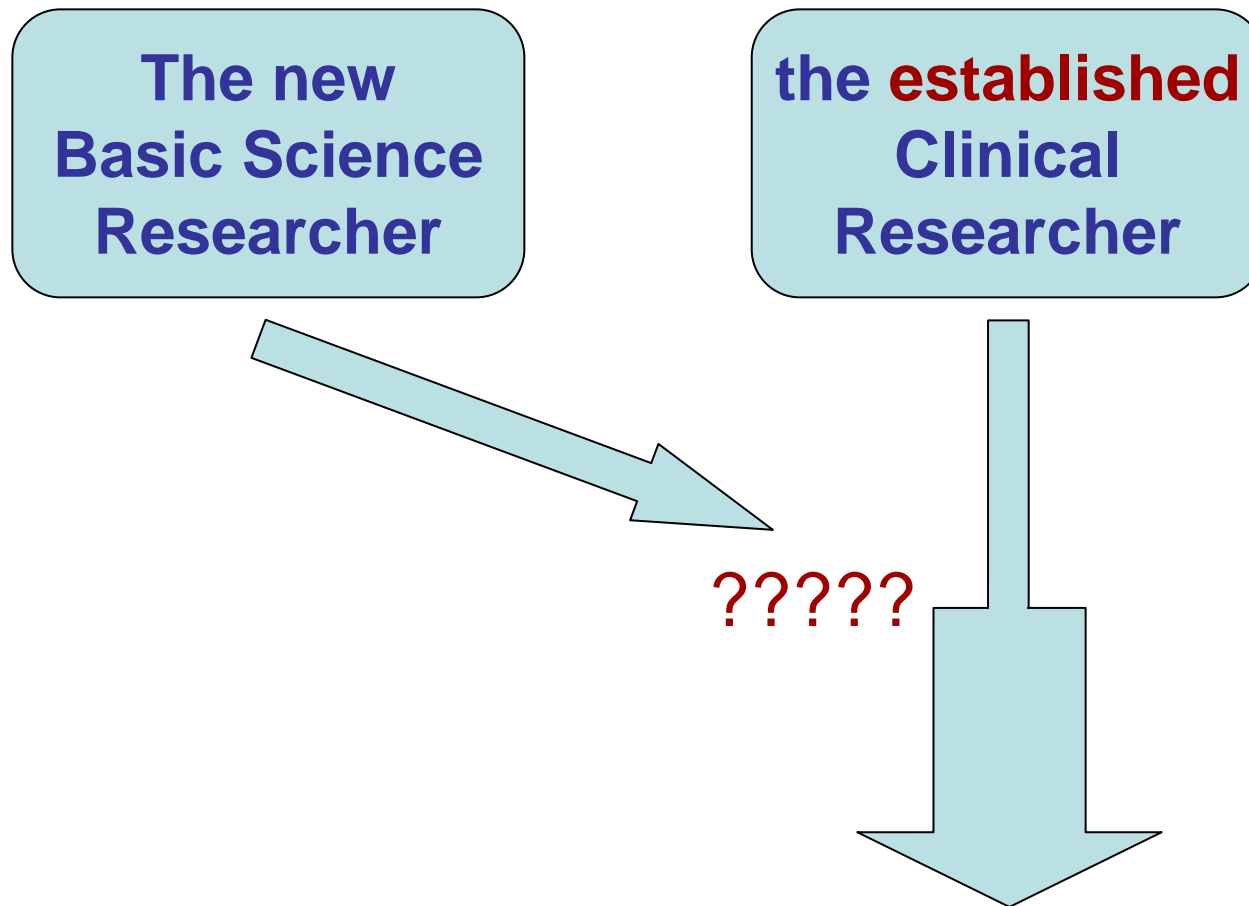 The new
Basic Science
Researcher
the established
Clinical
Researcher
?????